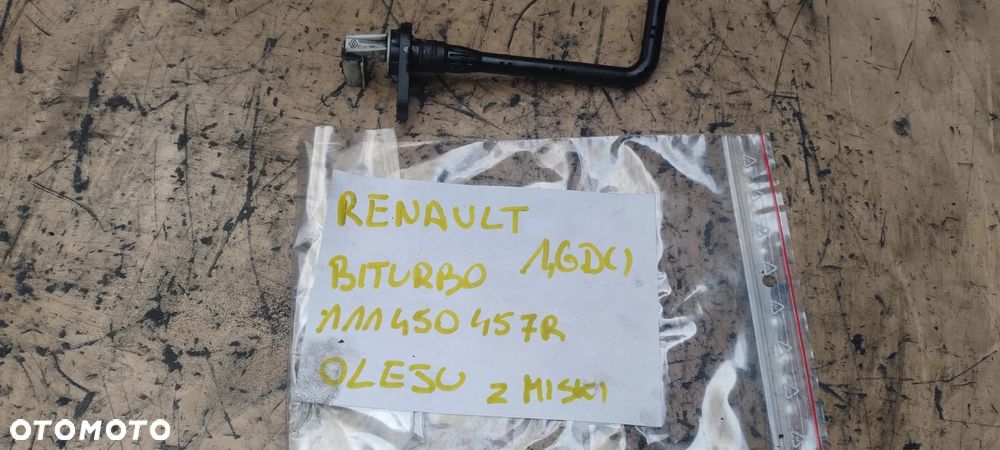 RENAULT
BITURBO 1,6DCI
111450457R
OLEJU z MISKI
OTOMOTO